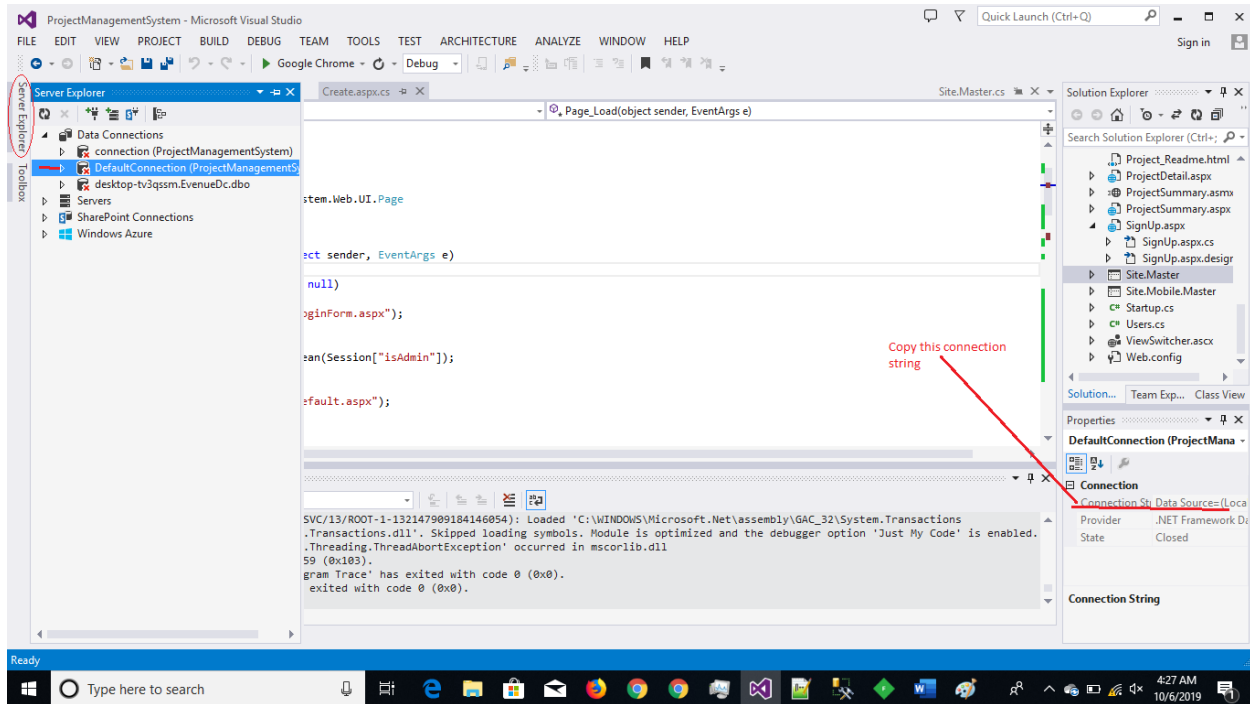 ProjectManagementSystem - Microsoft Visual Studio
Quick Launch (Ctrl+Q)
FILE EDIT VIEW PROJECT BUILD DEBUG TEAM TOOLS TEST ARCHITECTURE ANALYZE WINDOW HELP
Sign in
Google Chrome
Debug
Server Explorer
Toolbox
Server Explorer
Data Connections
connection (ProjectManagementSystem)
DefaultConnection (ProjectManagementSy
desktop-tv3qssm.EvenueDc.dbo
Servers
SharePoint Connections
Windows Azure
Create.aspx.cs
Site.Master.cs
Page_Load(object sender, EventArgs e)
stem.Web.UI.Page
ect sender, EventArgs e)
null)
oginForm.aspx");
ean(Session["isAdmin"]);
efault.aspx");
Copy this connection
string
SVC/13/ROOT-1-132147909184146054): Loaded 'C:\WINDOWS\Microsoft.Net\assembly\GAC_32\System.Transactions
.Transactions.dll'. Skipped loading symbols. Module is optimized and the debugger option 'Just My Code' is enabled.
.Threading.ThreadAbortException' occurred in mscorlib.dll
59 (0x103).
gram Trace' has exited with code 0 (0x0).
exited with code 0 (0x0).
Solution Explorer
Search Solution Explorer (Ctrl+;
Project_Readme.html
ProjectDetail.aspx
ProjectSummary.asmx
ProjectSummary.aspx
SignUp.aspx
SignUp.aspx.cs
SignUp.aspx.designr
Site.Master
Site.Mobile.Master
Startup.cs
Users.cs
ViewSwitcher.ascx
Web.config
Solution... Team Exp... Class View
Properties
DefaultConnection (ProjectMana
Connection
Connection Stri Data Source=(Loca
Provider .NET Framework Da
State Closed
Connection String
Ready
Type here to search
4:27 AM
10/6/2019